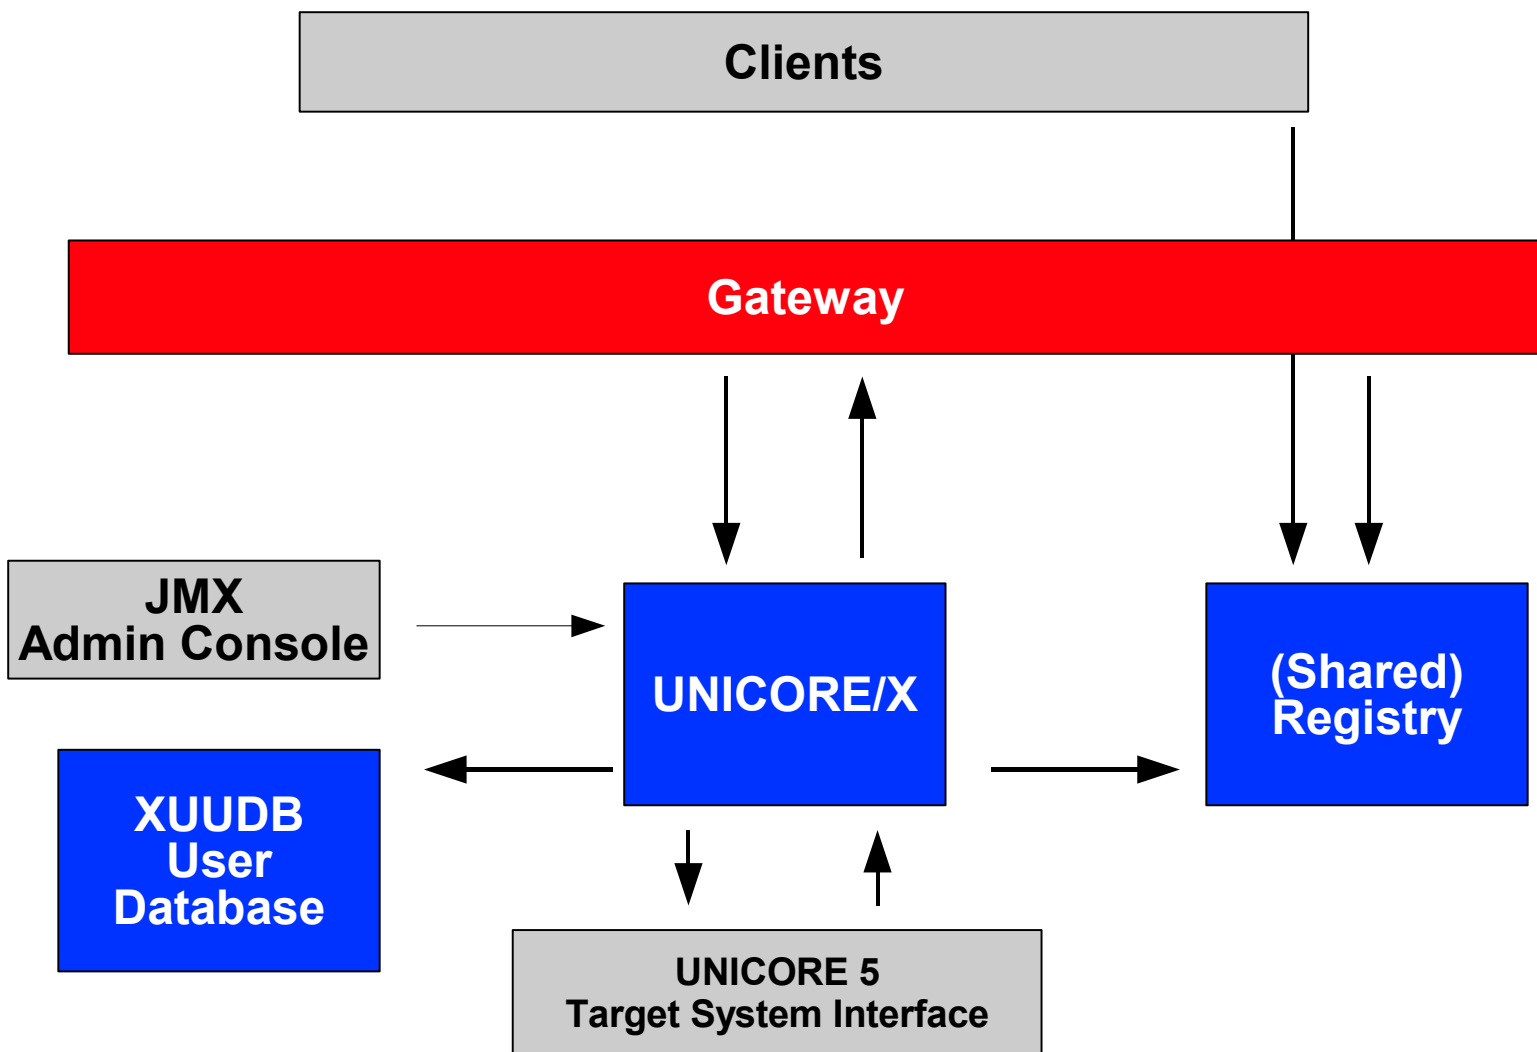 Clients
Gateway
JMX
Admin Console
UNICORE/X
(Shared)
Registry
XUUDB
User
Database
UNICORE 5
Target System Interface